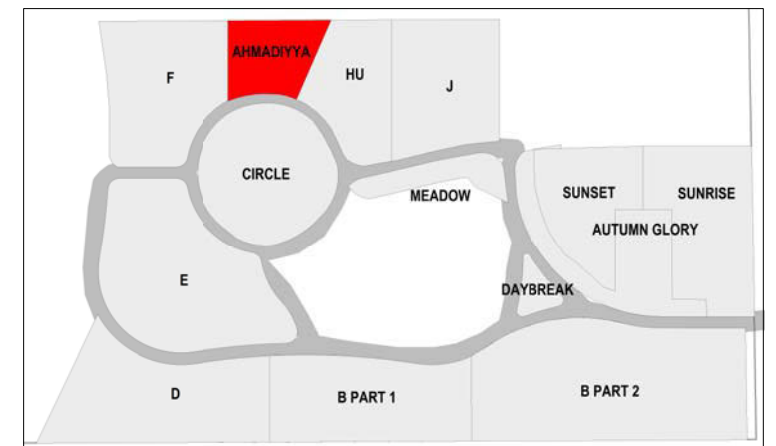 AHMADIYYA
F
HU
J
CIRCLE
MEADOW
SUNSET
SUNRISE
AUTUMN GLORY
E
DAYBREAK
D
B PART 1
B PART 2